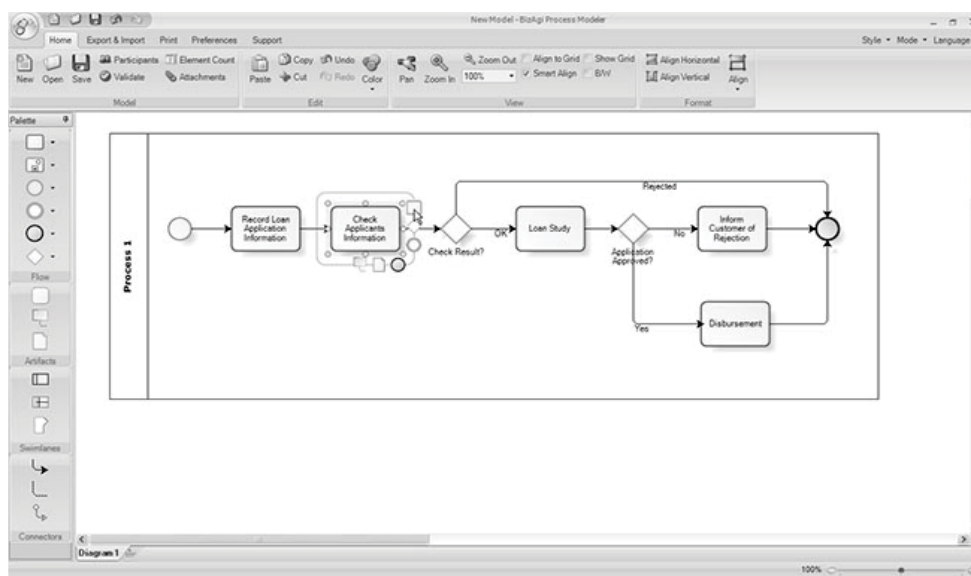 New Model - BizAgi Process Modeler
Home Export & Import Print Preferences Support Style Mode Language
New Open Save Participants Element Count Validate Attachments
Paste Copy Undo Cut Redo Color
Pan Zoom In Zoom Out 100% Align to Grid Show Grid Smart Align B/W
Align Horizontal Align Vertical Align
Model Edit View Format
Palette
Flow
Artifacts
Swimlanes
Connectors
Process 1
Record Loan
Application
Information
Check
Applicants
Information
Check Result?
Rejected
OK
Loan Study
Application
Approved?
No
Inform
Customer of
Rejection
Yes
Disbursement
Diagram 1
100%